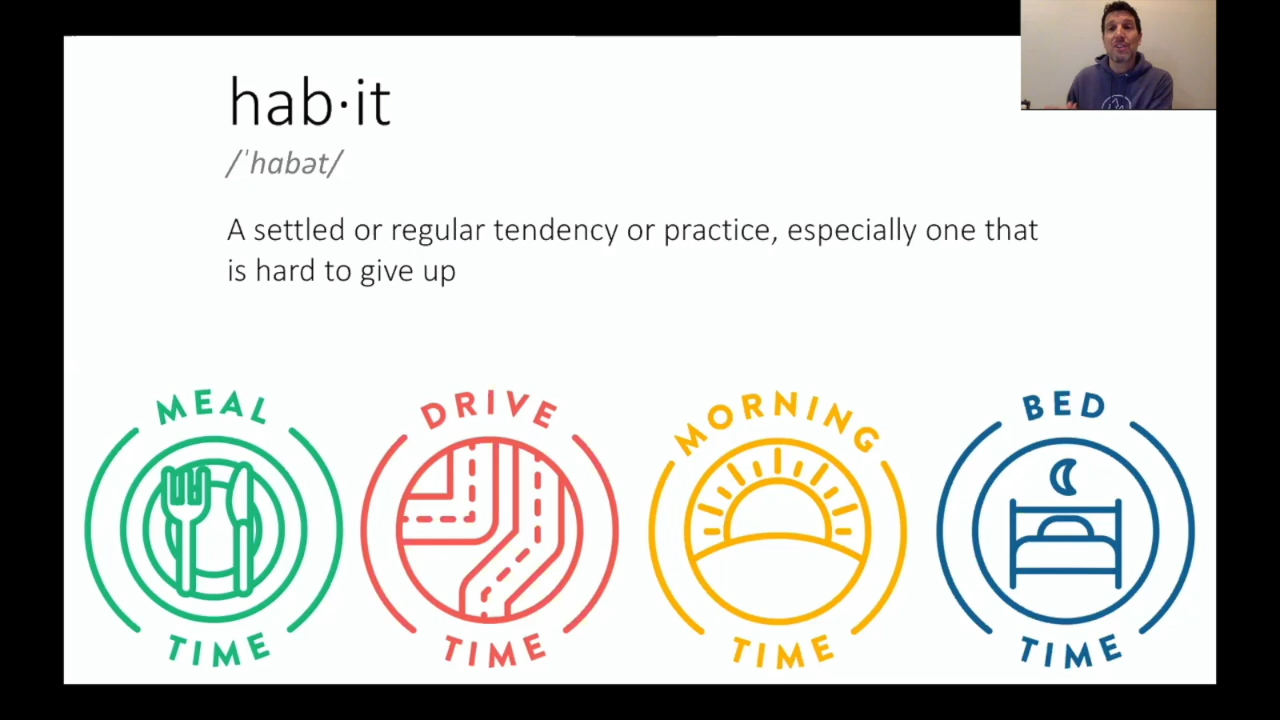 hab·it
/ˈhabət/
A settled or regular tendency or practice, especially one that
is hard to give up
MEAL
TIME
DRIVE
TIME
MORNING
TIME
BED
TIME